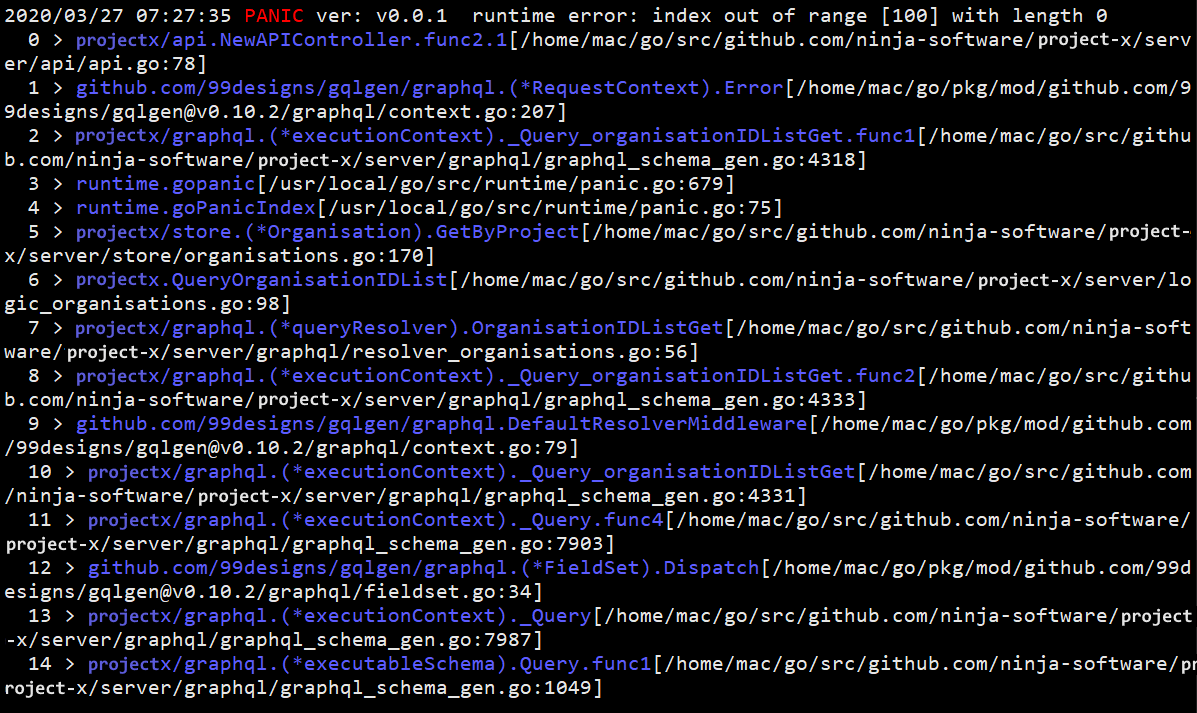 2020/03/27 07:27:35 PANIC ver: v0.0.1  runtime error: index out of range [100] with length 0
  0 > projectx/api.NewAPIController.func2.1[/home/mac/go/src/github.com/ninja-software/project-x/serv
er/api/api.go:78]
  1 > github.com/99designs/gqlgen/graphql.(*RequestContext).Error[/home/mac/go/pkg/mod/github.com/9
9designs/gqlgen@v0.10.2/graphql/context.go:207]
  2 > projectx/graphql.(*executionContext)._Query_organisationIDListGet.func1[/home/mac/go/src/githu
b.com/ninja-software/project-x/server/graphql/graphql_schema_gen.go:4318]
  3 > runtime.gopanic[/usr/local/go/src/runtime/panic.go:679]
  4 > runtime.goPanicIndex[/usr/local/go/src/runtime/panic.go:75]
  5 > projectx/store.(*Organisation).GetByProject[/home/mac/go/src/github.com/ninja-software/project-
x/server/store/organisations.go:170]
  6 > projectx.QueryOrganisationIDList[/home/mac/go/src/github.com/ninja-software/project-x/server/lo
gic_organisations.go:98]
  7 > projectx/graphql.(*queryResolver).OrganisationIDListGet[/home/mac/go/src/github.com/ninja-soft
ware/project-x/server/graphql/resolver_organisations.go:56]
  8 > projectx/graphql.(*executionContext)._Query_organisationIDListGet.func2[/home/mac/go/src/githu
b.com/ninja-software/project-x/server/graphql/graphql_schema_gen.go:4333]
  9 > github.com/99designs/gqlgen/graphql.DefaultResolverMiddleware[/home/mac/go/pkg/mod/github.com
/99designs/gqlgen@v0.10.2/graphql/context.go:79]
  10 > projectx/graphql.(*executionContext)._Query_organisationIDListGet[/home/mac/go/src/github.com
/ninja-software/project-x/server/graphql/graphql_schema_gen.go:4331]
  11 > projectx/graphql.(*executionContext)._Query.func4[/home/mac/go/src/github.com/ninja-software/
project-x/server/graphql/graphql_schema_gen.go:7903]
  12 > github.com/99designs/gqlgen/graphql.(*FieldSet).Dispatch[/home/mac/go/pkg/mod/github.com/99d
esigns/gqlgen@v0.10.2/graphql/fieldset.go:34]
  13 > projectx/graphql.(*executionContext)._Query[/home/mac/go/src/github.com/ninja-software/project
-x/server/graphql/graphql_schema_gen.go:7987]
  14 > projectx/graphql.(*executableSchema).Query.func1[/home/mac/go/src/github.com/ninja-software/pr
roject-x/server/graphql/graphql_schema_gen.go:1049]